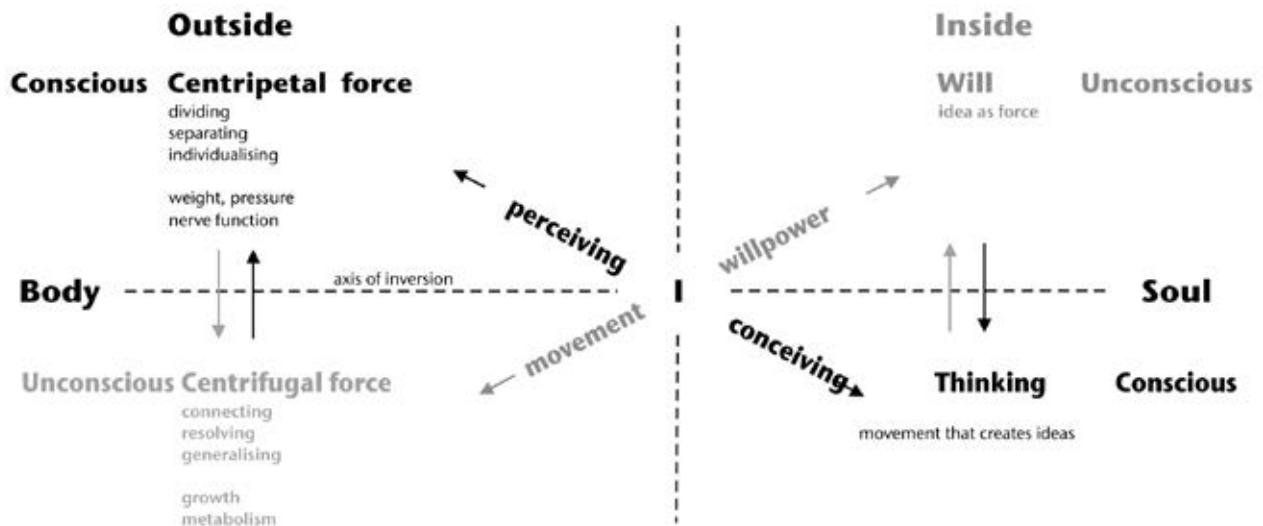 Outside
Inside
Conscious Centripetal force
Will Unconscious
dividing
idea as force
separating
individualising
weight, pressure
nerve function
perceiving
willpower
axis of inversion
Body
I
Soul
movement
conceiving
Unconscious Centrifugal force
Thinking Conscious
connecting
resolving
generalising
movement that creates ideas
growth
metabolism